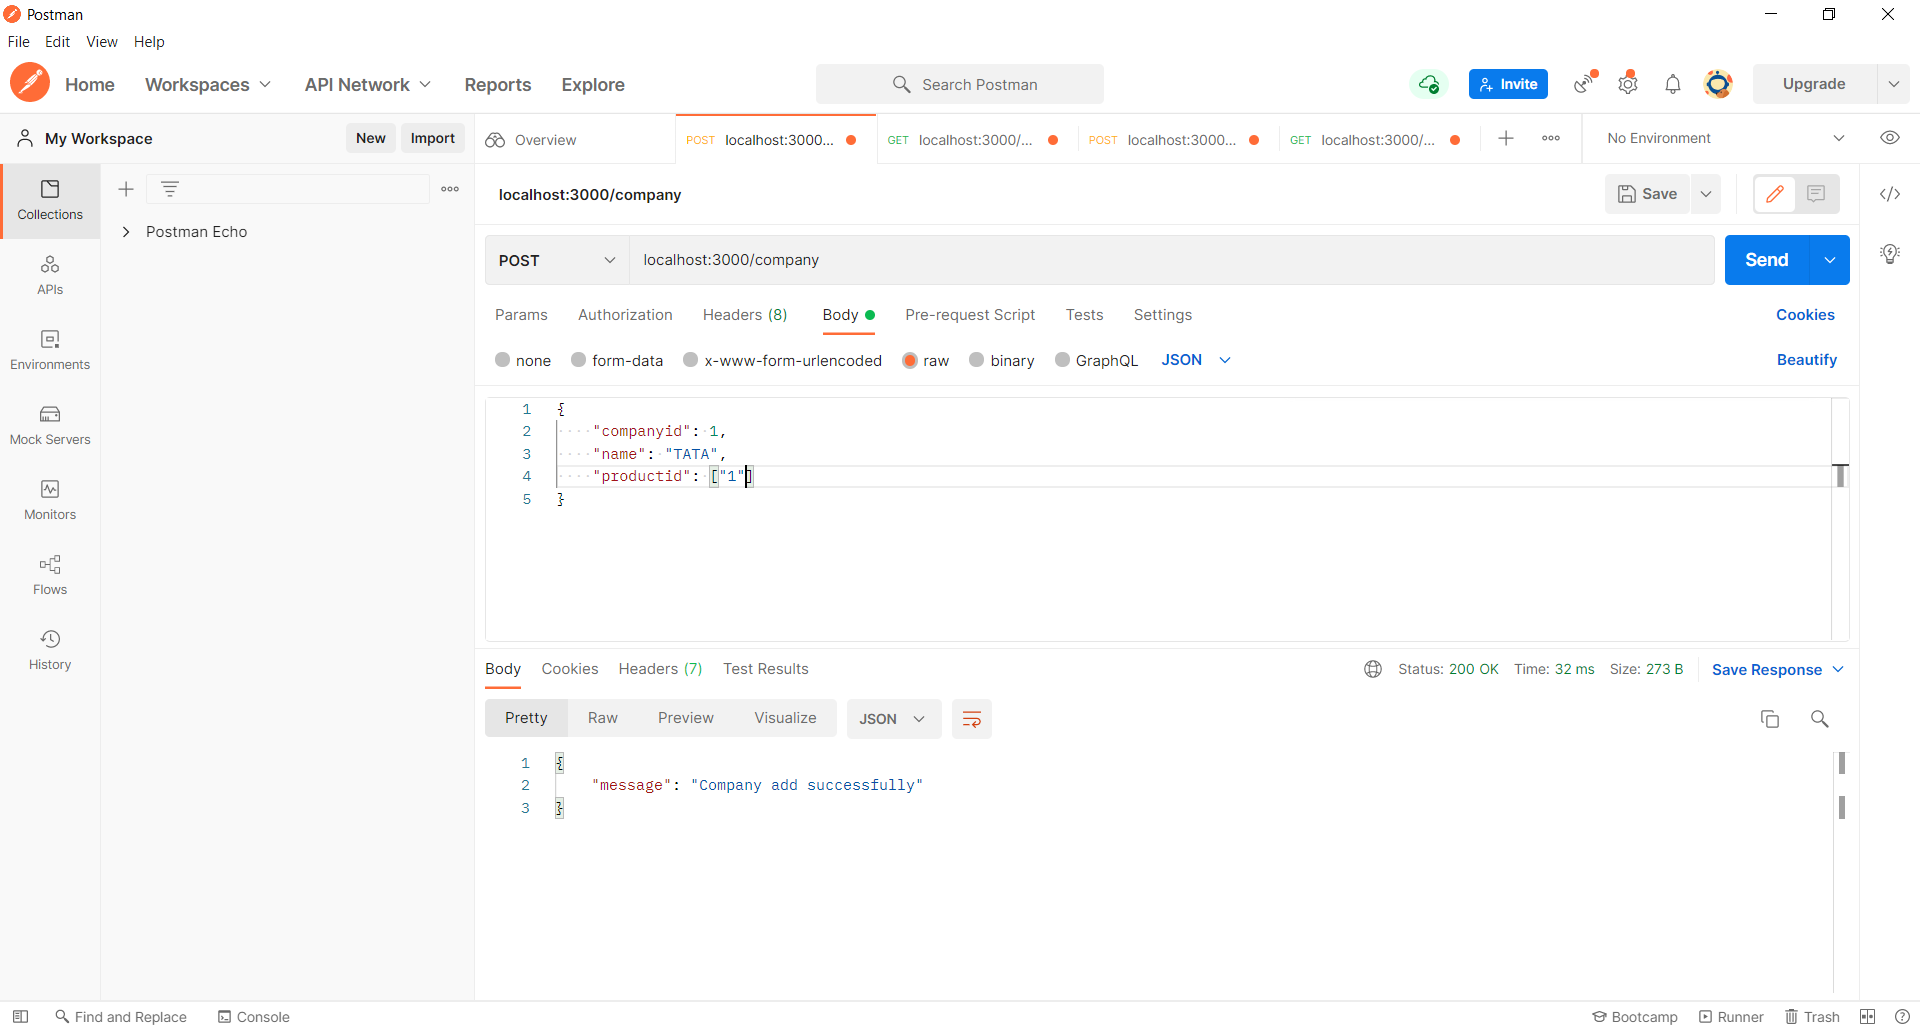 Postman
File Edit View Help
Home Workspaces API Network Reports Explore Search Postman Invite Upgrade
My Workspace New Import Overview POST localhost:3000... GET localhost:3000/... POST localhost:3000... GET localhost:3000/... No Environment
Collections
APIs
Environments
Mock Servers
Monitors
Flows
History
Postman Echo
localhost:3000/company Save
POST localhost:3000/company Send
Params Authorization Headers (8) Body Pre-request Script Tests Settings Cookies
none form-data x-www-form-urlencoded raw binary GraphQL JSON Beautify
1 {
2 "companyid": 1,
3 "name": "TATA",
4 "productid": ["1"]
5 }
Body Cookies Headers (7) Test Results Status: 200 OK Time: 32 ms Size: 273 B Save Response
Pretty Raw Preview Visualize JSON
1 {
2 "message": "Company add successfully"
3 }
Find and Replace Console Bootcamp Runner Trash